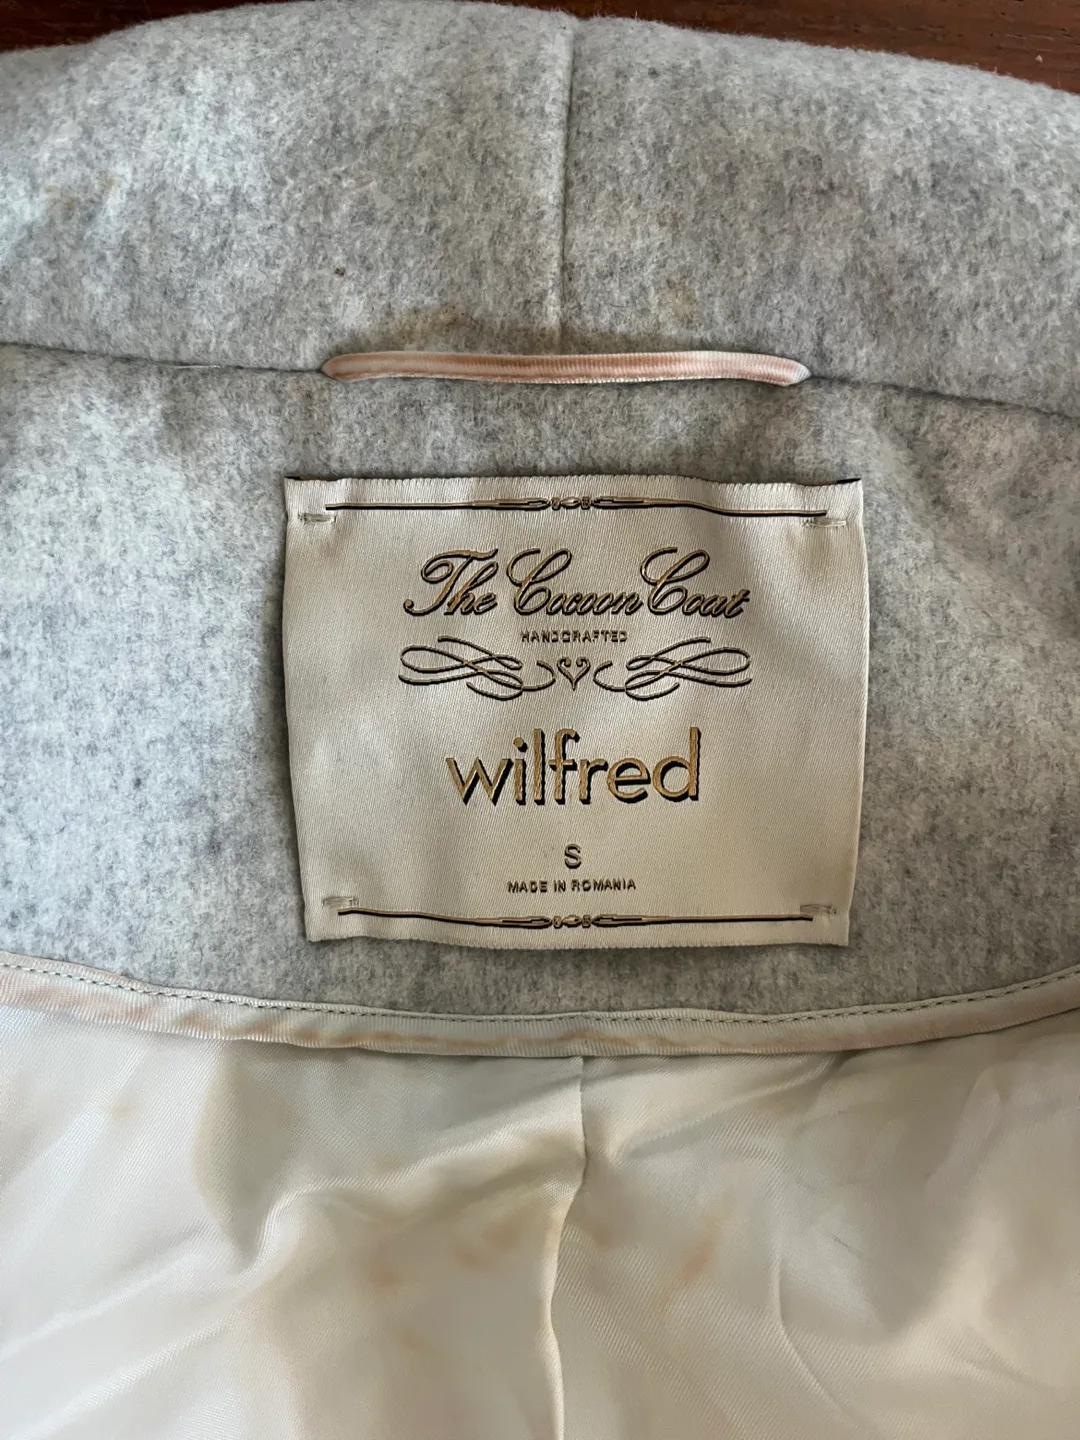 The Cocoon Coat
HANDCRAFTED
wilfred
S
MADE IN ROMANIA